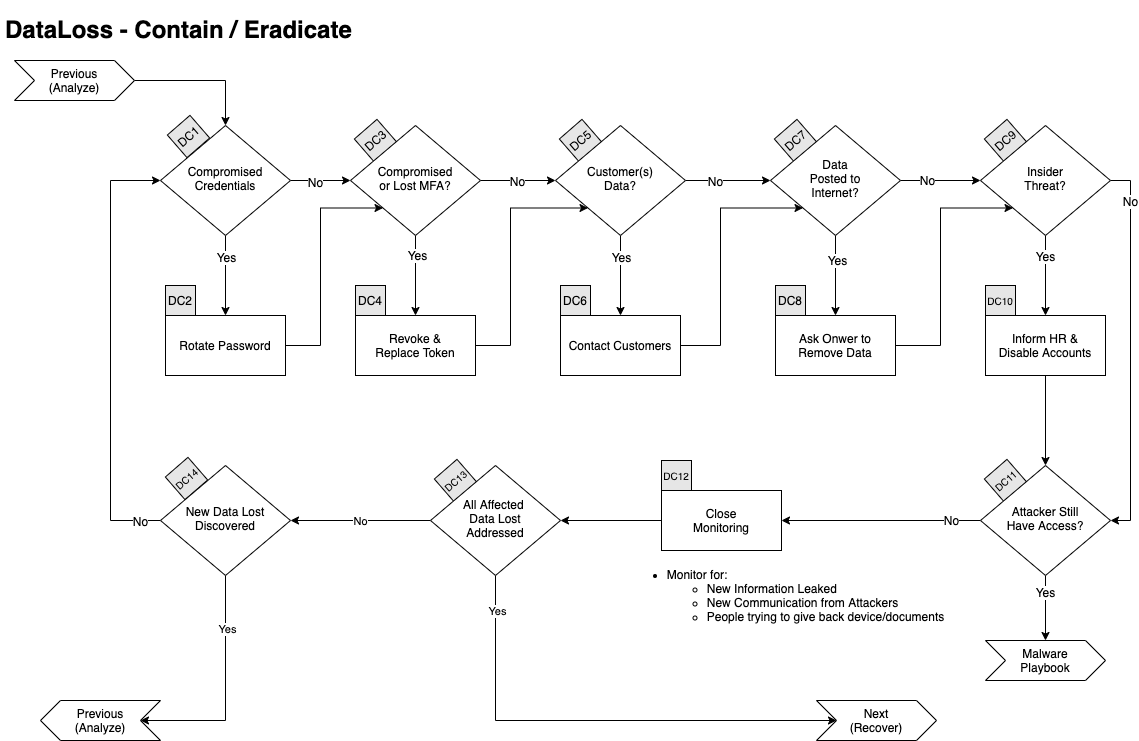 DataLoss - Contain / Eradicate
Previous
(Analyze)
DC1
Compromised
Credentials
No
DC3
Compromised
or Lost MFA?
No
DC5
Customer(s)
Data?
No
DC7
Data
Posted to
Internet?
No
DC9
Insider
Threat?
No
Yes
Yes
Yes
Yes
Yes
DC2
Rotate Password
DC4
Revoke &
Replace Token
DC6
Contact Customers
DC8
Ask Onwer to
Remove Data
DC10
Inform HR &
Disable Accounts
DC14
New Data Lost
Discovered
No
No
DC13
All Affected
Data Lost
Addressed
DC12
Close
Monitoring
No
DC11
Attacker Still
Have Access?
• Monitor for:
○ New Information Leaked
○ New Communication from Attackers
○ People trying to give back device/documents
Yes
Yes
Yes
Malware
Playbook
Previous
(Analyze)
Next
(Recover)